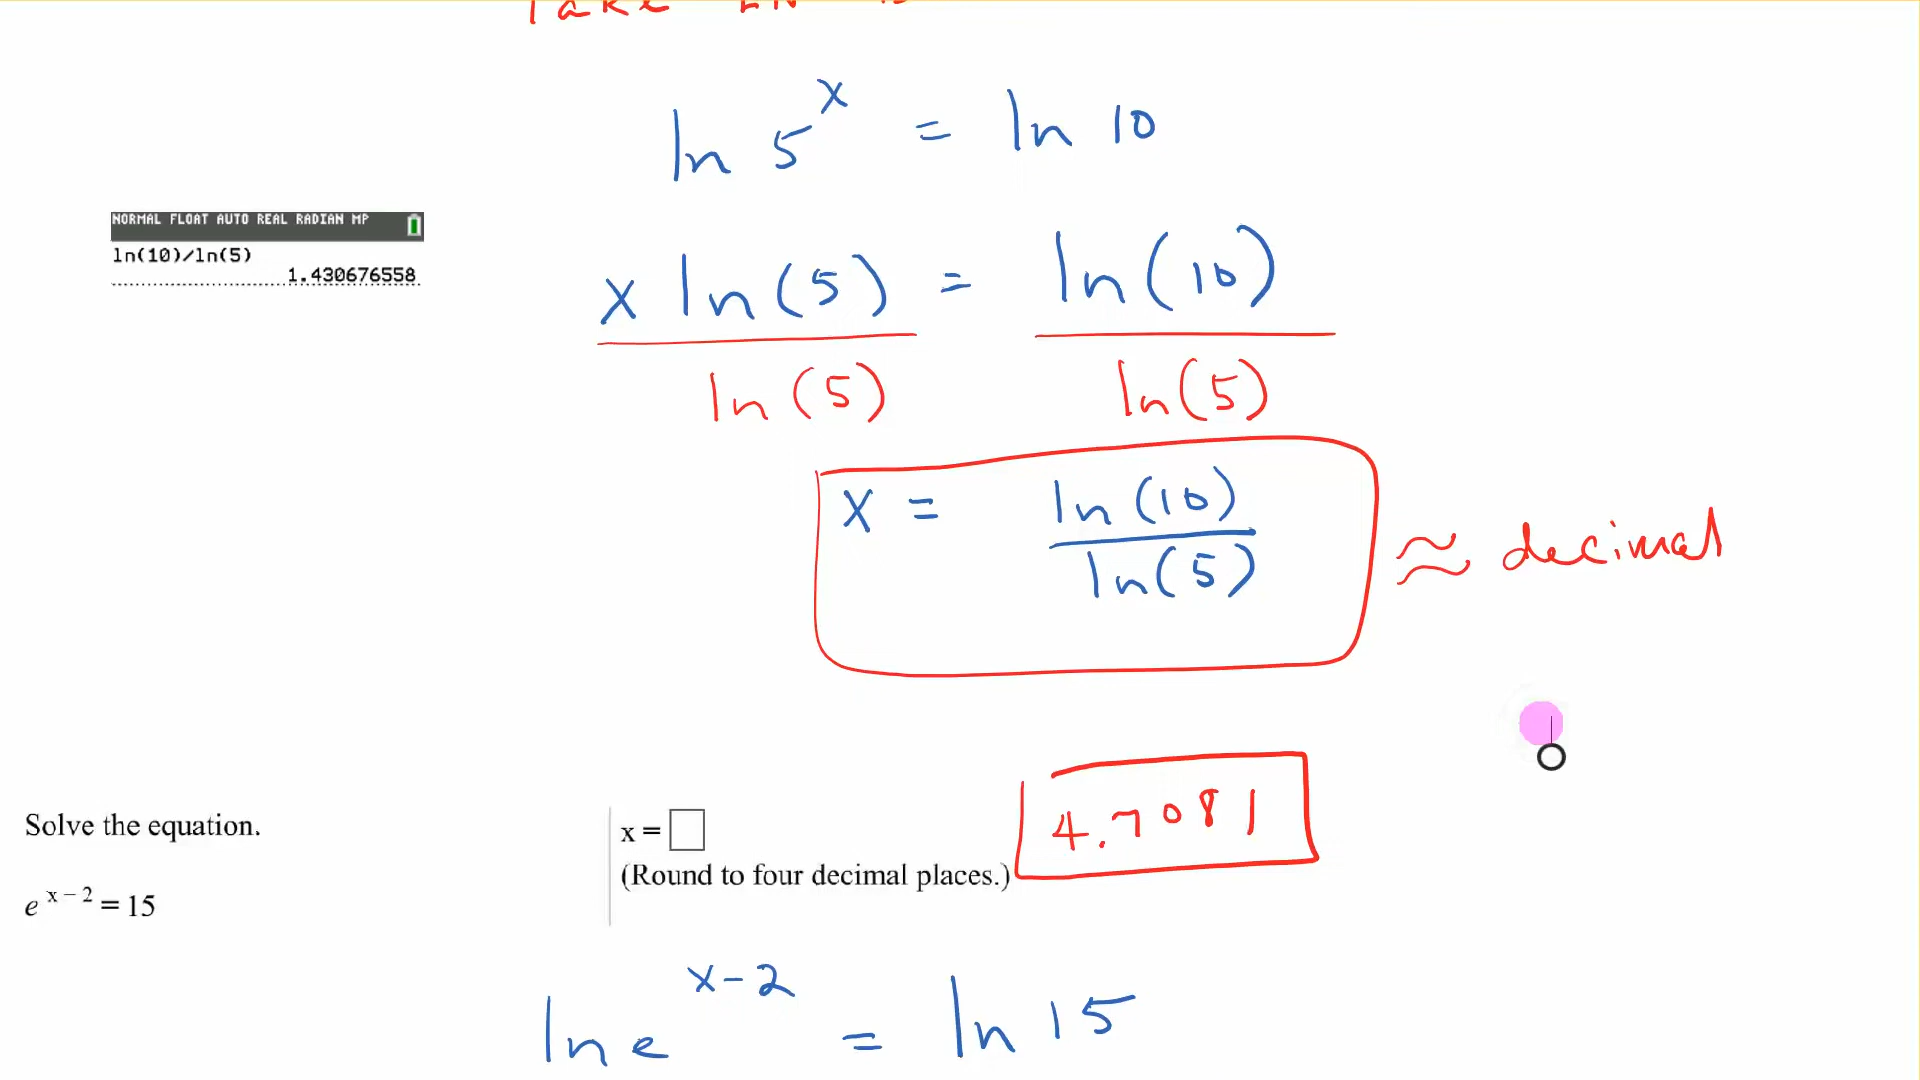 Take
ln 5^x = ln 10
NORMAL FLOAT AUTO REAL RADIAN MP
ln(10)/ln(5)
1.430676558
x ln(5) = ln(10)
ln(5) ln(5)
x = ln(10)
ln(5)
≈ decimal
4.7081
Solve the equation.
x =
(Round to four decimal places.)
e^x−2 = 15
ln e^x-2 = ln 15